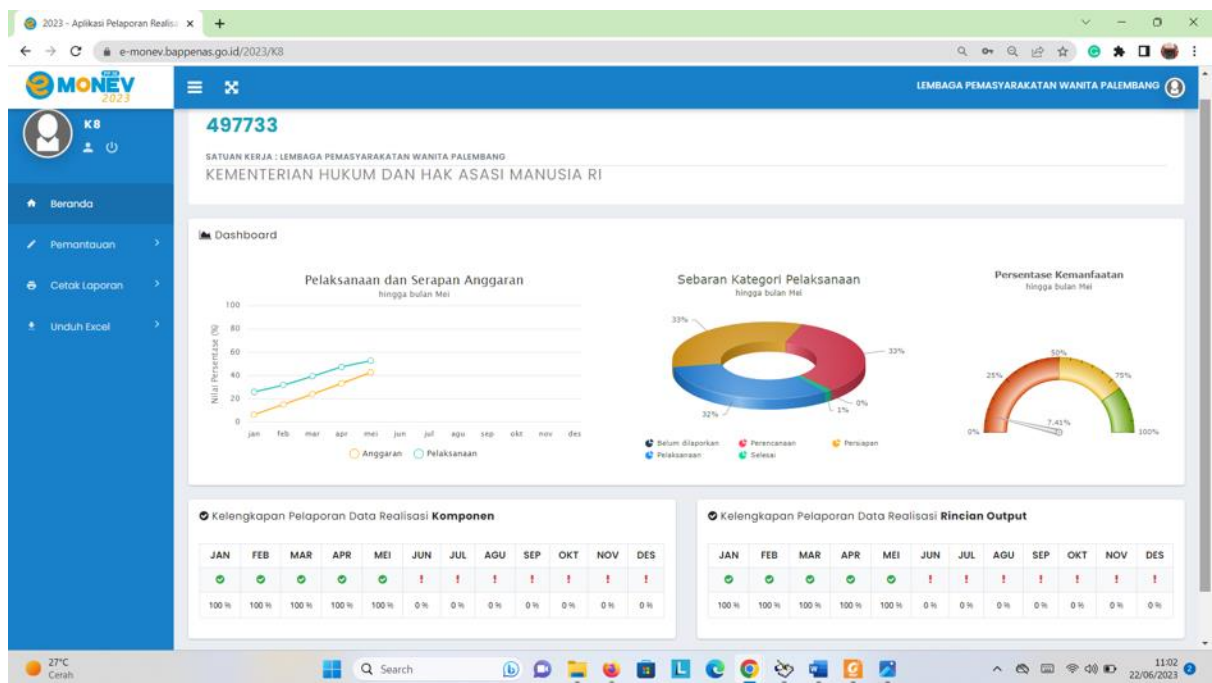 2023 - Aplikasi Pelaporan Realis
e-monev.bappenas.go.id/2023/K8
e MONEV
2023
LEMBAGA PEMASYARAKATAN WANITA PALEMBANG
K8
Beranda
Pemantauan
Cetak Laporan
Unduh Excel
497733
SATUAN KERJA : LEMBAGA PEMASYARAKATAN WANITA PALEMBANG
KEMENTERIAN HUKUM DAN HAK ASASI MANUSIA RI
Dashboard
Pelaksanaan dan Serapan Anggaran
hingga bulan Mei
Nilai Persentase (%)
100
80
60
40
20
0
jan feb mar apr mei jun jul agu sep okt nov des
Anggaran Pelaksanaan
Sebaran Kategori Pelaksanaan
hingga bulan Mei
33%
33%
0%
1%
32%
Belum dilaporkan Perencanaan Persiapan
Pelaksanaan Selesai
Persentase Kemanfaatan
hingga bulan Mei
50%
25% 75%
7,41%
0% 100%
Kelengkapan Pelaporan Data Realisasi Komponen
JAN FEB MAR APR MEI JUN JUL AGU SEP OKT NOV DES
! ! ! ! ! ! !
100 % 100 % 100 % 100 % 100 % 0 % 0 % 0 % 0 % 0 % 0 % 0 %
Kelengkapan Pelaporan Data Realisasi Rincian Output
JAN FEB MAR APR MEI JUN JUL AGU SEP OKT NOV DES
! ! ! ! ! ! !
100 % 100 % 100 % 100 % 100 % 0 % 0 % 0 % 0 % 0 % 0 % 0 %
27°C
Cerah
Search
11:02
22/06/2023
2